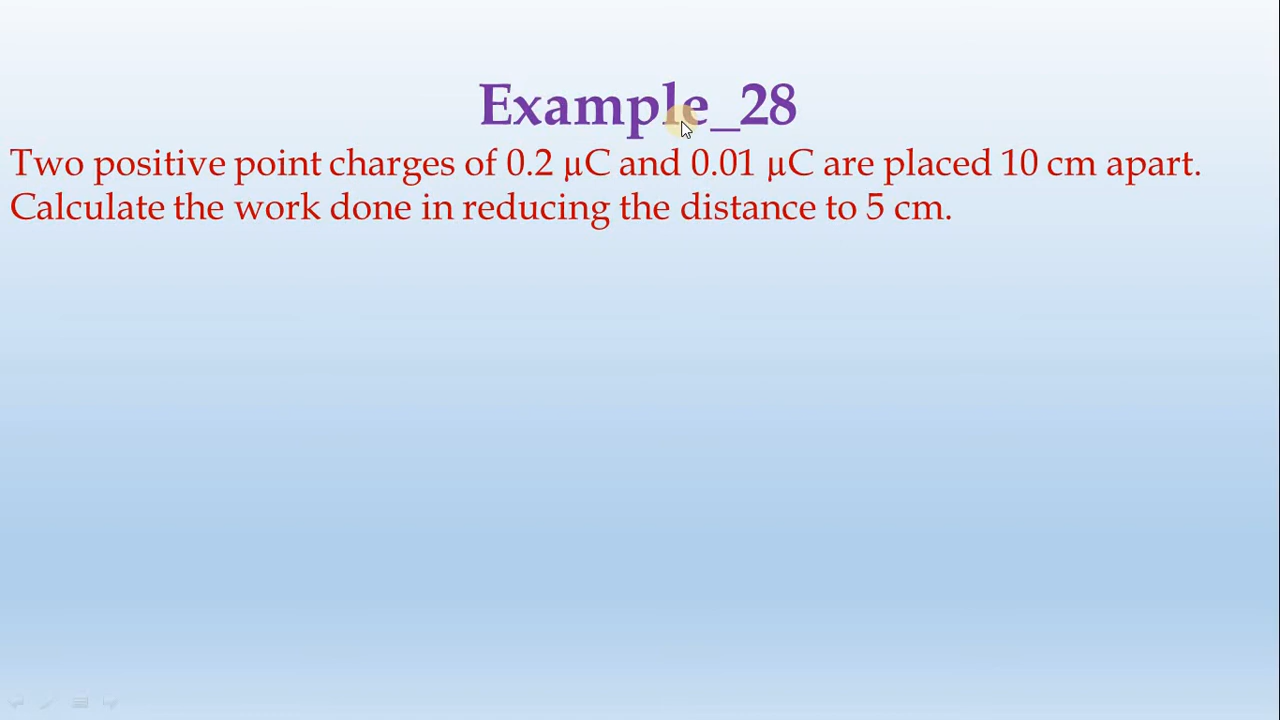 Example_28
Two positive point charges of 0.2 µC and 0.01 µC are placed 10 cm apart.
Calculate the work done in reducing the distance to 5 cm.